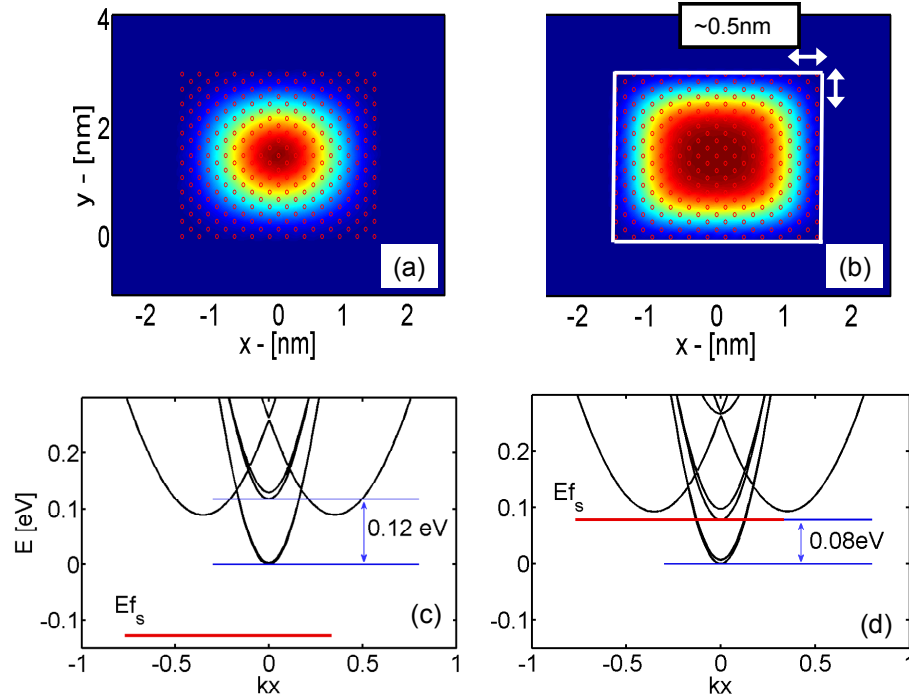 ~0.5nm
4
2
0
y - [nm]
-2 -1 0 1 2
x - [nm]
(a)
-2 -1 0 1 2
x - [nm]
(b)
0.2
0.1
0
-0.1
E [eV]
0.12 eV
Ef_s
(c)
-1 -0.5 0 0.5 1
kx
0.2
0.1
0
-0.1
Ef_s
0.08eV
(d)
-1 -0.5 0 0.5 1
kx